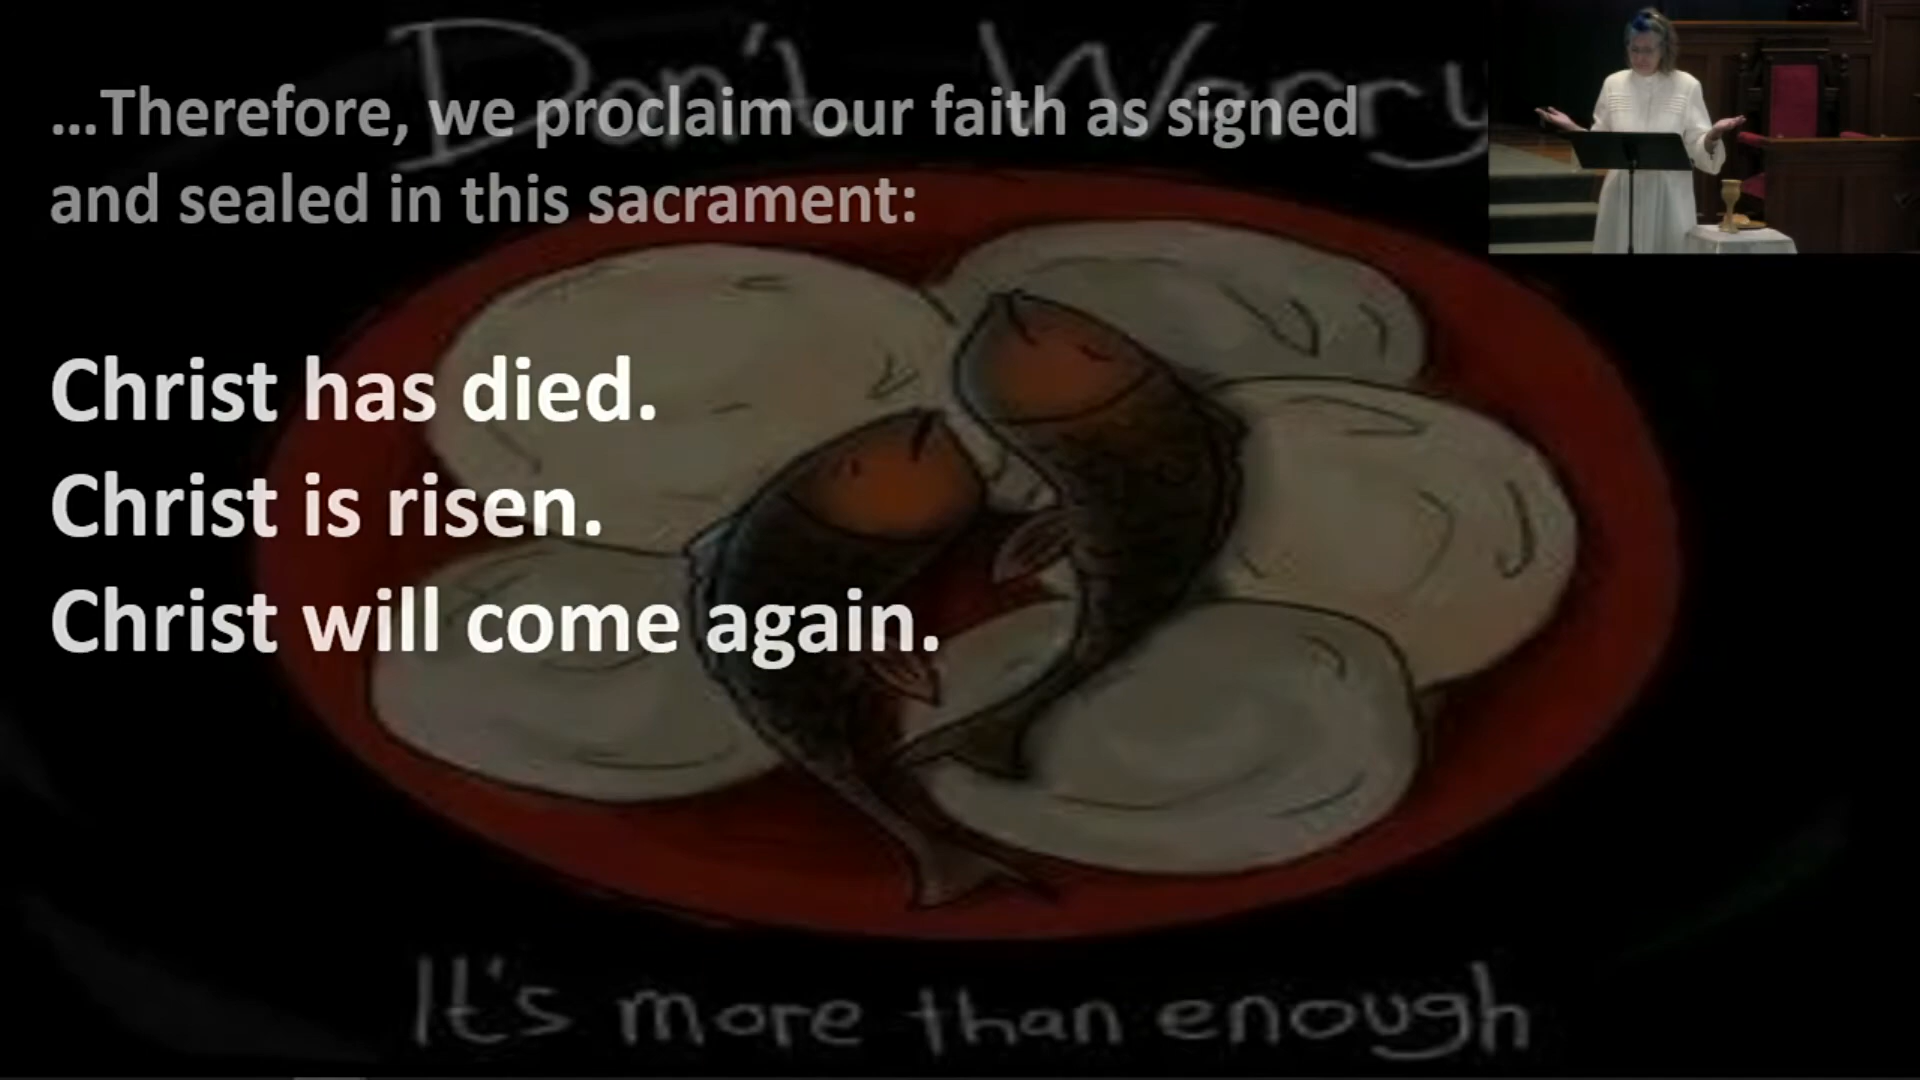 Don't Worry
...Therefore, we proclaim our faith as signed
and sealed in this sacrament:
Christ has died.
Christ is risen.
Christ will come again.
It's more than enough